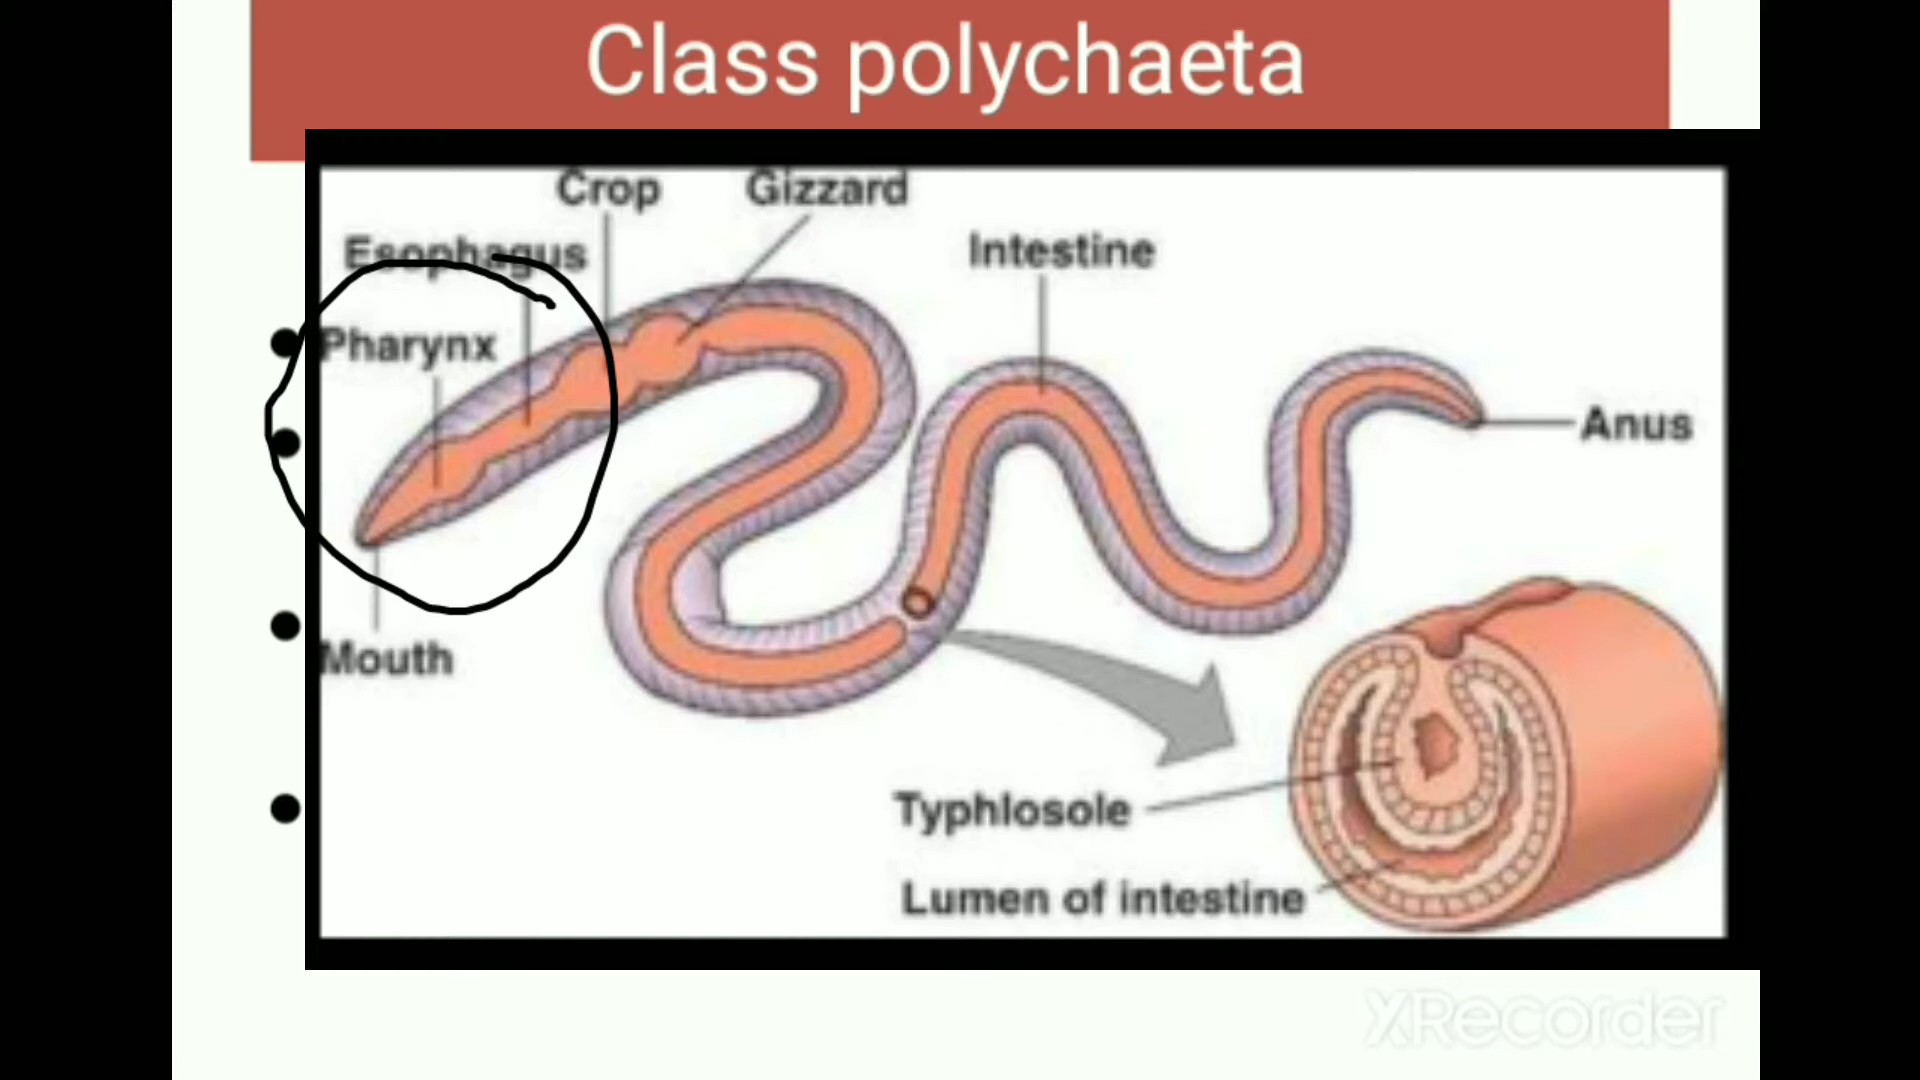 Class polychaeta
Crop
Gizzard
Esophagus
Intestine
Pharynx
Anus
Mouth
Typhlosole
Lumen of intestine
XRecorder